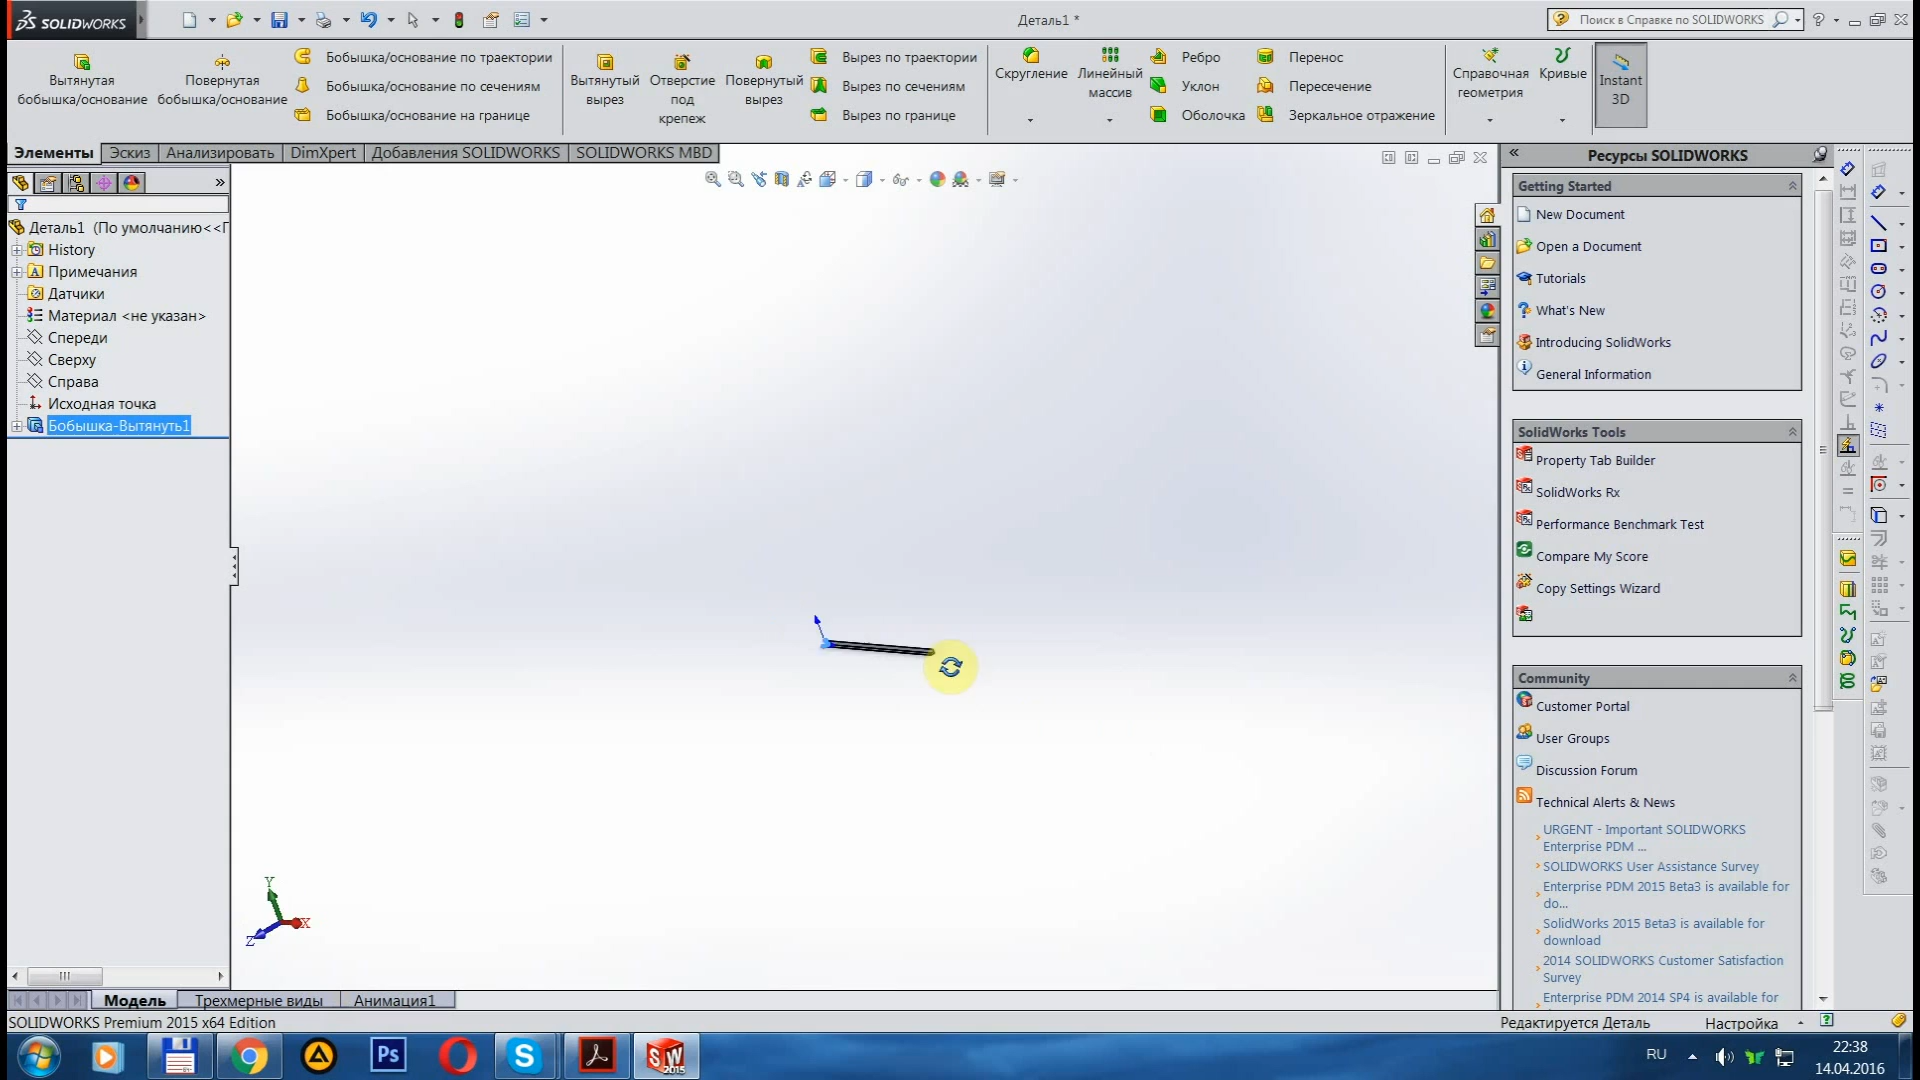 SOLIDWORKS
Деталь1 *
Поиск в Справке по SOLIDWORKS
Вытянутая бобышка/основание
Повернутая бобышка/основание
Бобышка/основание по траектории
Бобышка/основание по сечениям
Бобышка/основание на границе
Вытянутый вырез
Отверстие под крепеж
Повернутый вырез
Вырез по траектории
Вырез по сечениям
Вырез по границе
Скругление
Линейный массив
Ребро
Уклон
Оболочка
Перенос
Пересечение
Зеркальное отражение
Справочная геометрия
Кривые
Instant 3D
Элементы
Эскиз
Анализировать
DimXpert
Добавления SOLIDWORKS
SOLIDWORKS MBD
Деталь1 (По умолчанию<<Г
History
Примечания
Датчики
Материал <не указан>
Спереди
Сверху
Справа
Исходная точка
Бобышка-Вытянуть1
Y
X
Z
Ресурсы SOLIDWORKS
Getting Started
New Document
Open a Document
Tutorials
What's New
Introducing SolidWorks
General Information
SolidWorks Tools
Property Tab Builder
SolidWorks Rx
Performance Benchmark Test
Compare My Score
Copy Settings Wizard
Community
Customer Portal
User Groups
Discussion Forum
Technical Alerts & News
URGENT - Important SOLIDWORKS
Enterprise PDM ...
SOLIDWORKS User Assistance Survey
Enterprise PDM 2015 Beta3 is available for
do...
SolidWorks 2015 Beta3 is available for
download
2014 SOLIDWORKS Customer Satisfaction
Survey
Enterprise PDM 2014 SP4 is available for
Модель
Трехмерные виды
Анимация1
SOLIDWORKS Premium 2015 x64 Edition
Редактируется Деталь
Настройка
Ps
S
SW
2015
RU
22:38
14.04.2016